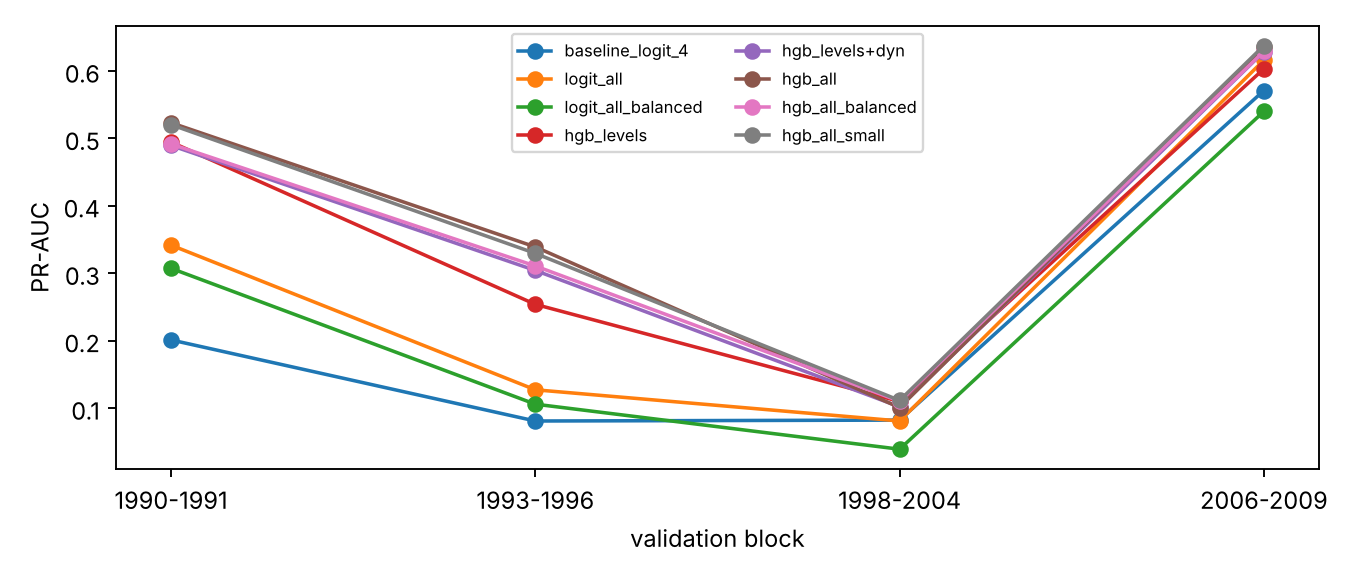 PR-AUC
0.6
0.5
0.4
0.3
0.2
0.1
baseline_logit_4
logit_all
logit_all_balanced
hgb_levels
hgb_levels+dyn
hgb_all
hgb_all_balanced
hgb_all_small
1990-1991
1993-1996
1998-2004
2006-2009
validation block